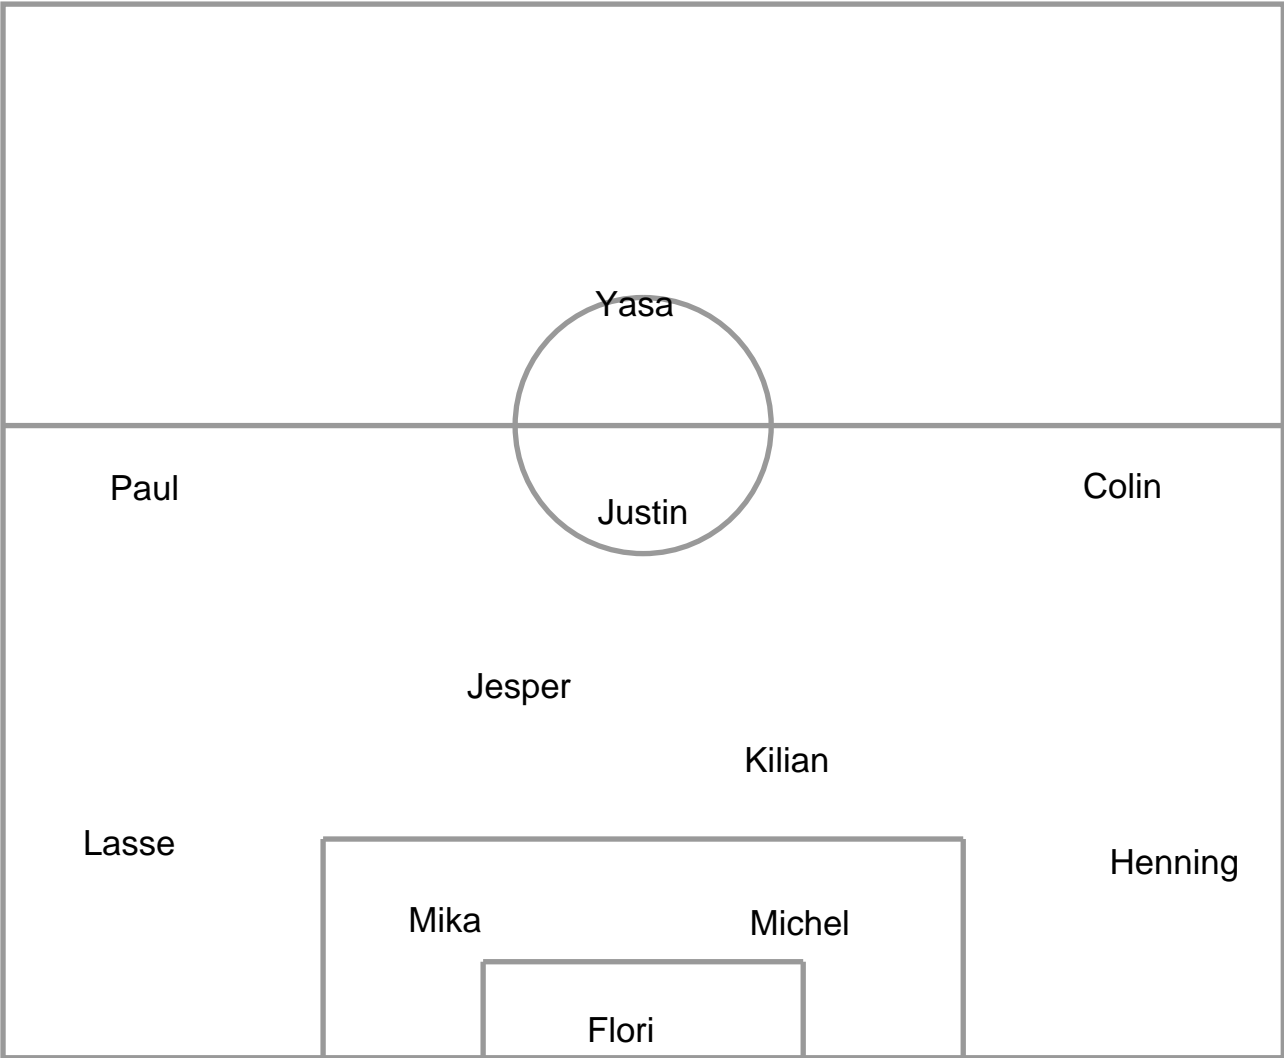 Yasa
Paul
Colin
Justin
Jesper
Kilian
Lasse
Henning
Mika
Michel
Flori